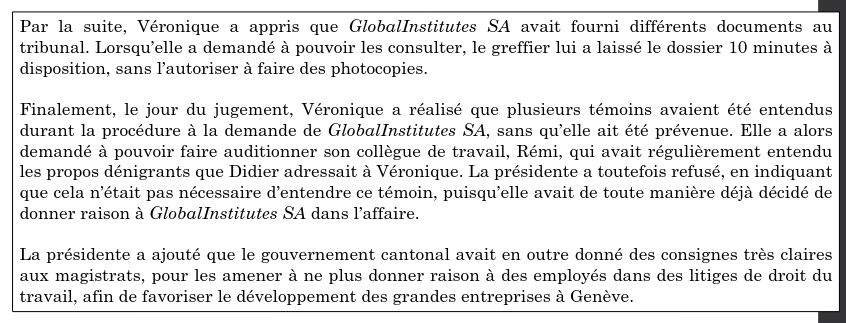 Par la suite, Véronique a appris que GlobalInstitutes SA avait fourni différents documents au
tribunal. Lorsqu'elle a demandé à pouvoir les consulter, le greffier lui a laissé le dossier 10 minutes à
disposition, sans l'autoriser à faire des photocopies.
Finalement, le jour du jugement, Véronique a réalisé que plusieurs témoins avaient été entendus
durant la procédure à la demande de GlobalInstitutes SA, sans qu'elle ait été prévenue. Elle a alors
demandé à pouvoir faire auditionner son collègue de travail, Rémi, qui avait régulièrement entendu
les propos dénigrants que Didier adressait à Véronique. La présidente a toutefois refusé, en indiquant
que cela n'était pas nécessaire d'entendre ce témoin, puisqu'elle avait de toute manière déjà décidé de
donner raison à GlobalInstitutes SA dans l'affaire.
La présidente a ajouté que le gouvernement cantonal avait en outre donné des consignes très claires
aux magistrats, pour les amener à ne plus donner raison à des employés dans des litiges de droit du
travail, afin de favoriser le développement des grandes entreprises à Genève.